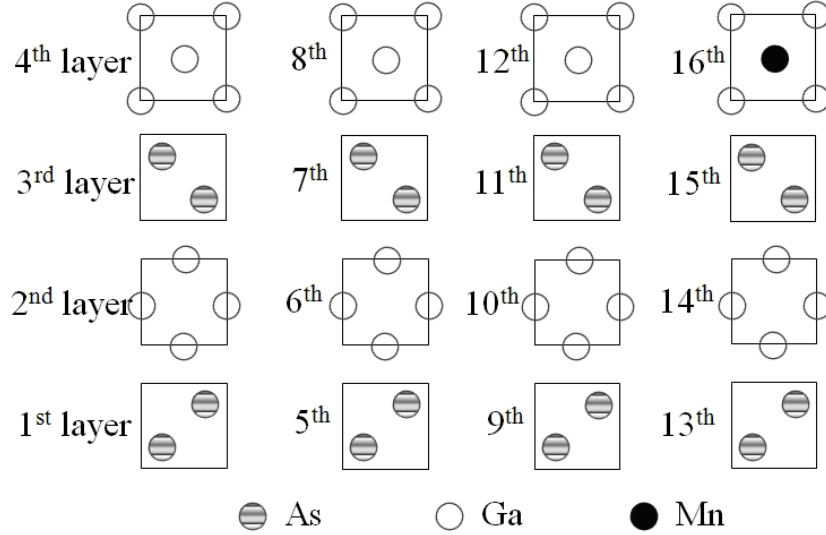 4th layer 8th 12th 16th
3rd layer 7th 11th 15th
2nd layer 6th 10th 14th
1st layer 5th 9th 13th
As Ga Mn